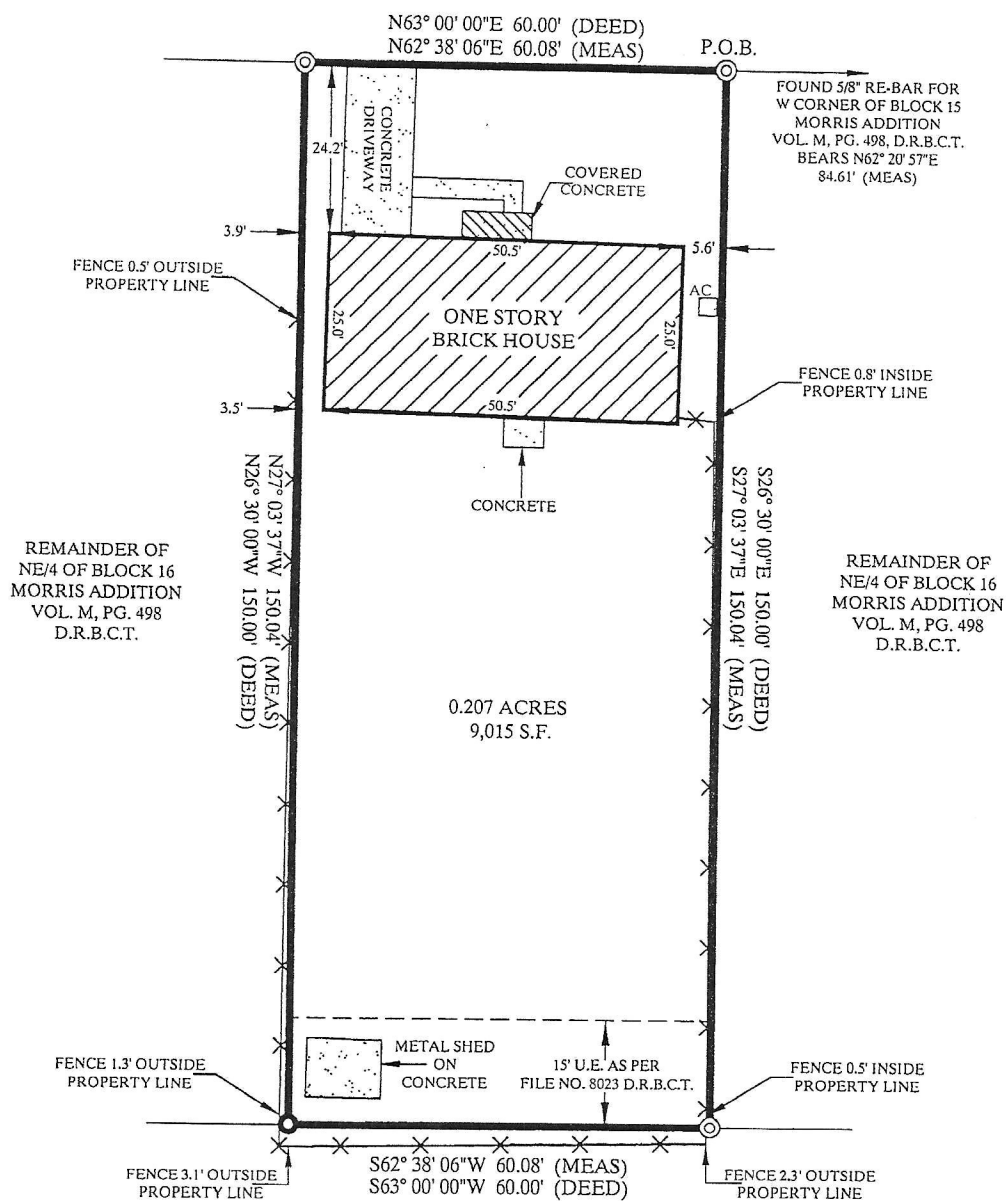 N63° 00' 00"E 60.00' (DEED)
N62° 38' 06"E 60.08' (MEAS)
P.O.B.
FOUND 5/8" RE-BAR FOR
W CORNER OF BLOCK 15
MORRIS ADDITION
VOL. M, PG. 498, D.R.B.C.T.
BEARS N62° 20' 57"E
84.61' (MEAS)
CONCRETE
DRIVEWAY
24.2'
COVERED
CONCRETE
3.9'
50.5'
5.6'
FENCE 0.5' OUTSIDE
PROPERTY LINE
AC
25.0'
ONE STORY
BRICK HOUSE
25.0'
FENCE 0.8' INSIDE
PROPERTY LINE
3.5'
50.5'
CONCRETE
N27° 03' 37"W 150.04' (MEAS)
N26° 30' 00"W 150.00' (DEED)
S26° 30' 00"E 150.00' (DEED)
S27° 03' 37"E 150.04' (MEAS)
REMAINDER OF
NE/4 OF BLOCK 16
MORRIS ADDITION
VOL. M, PG. 498
D.R.B.C.T.
REMAINDER OF
NE/4 OF BLOCK 16
MORRIS ADDITION
VOL. M, PG. 498
D.R.B.C.T.
0.207 ACRES
9,015 S.F.
METAL SHED
ON
CONCRETE
15' U.E. AS PER
FILE NO. 8023 D.R.B.C.T.
FENCE 1.3' OUTSIDE
PROPERTY LINE
FENCE 0.5' INSIDE
PROPERTY LINE
FENCE 3.1' OUTSIDE
PROPERTY LINE
S62° 38' 06"W 60.08' (MEAS)
S63° 00' 00"W 60.00' (DEED)
FENCE 2.3' OUTSIDE
PROPERTY LINE